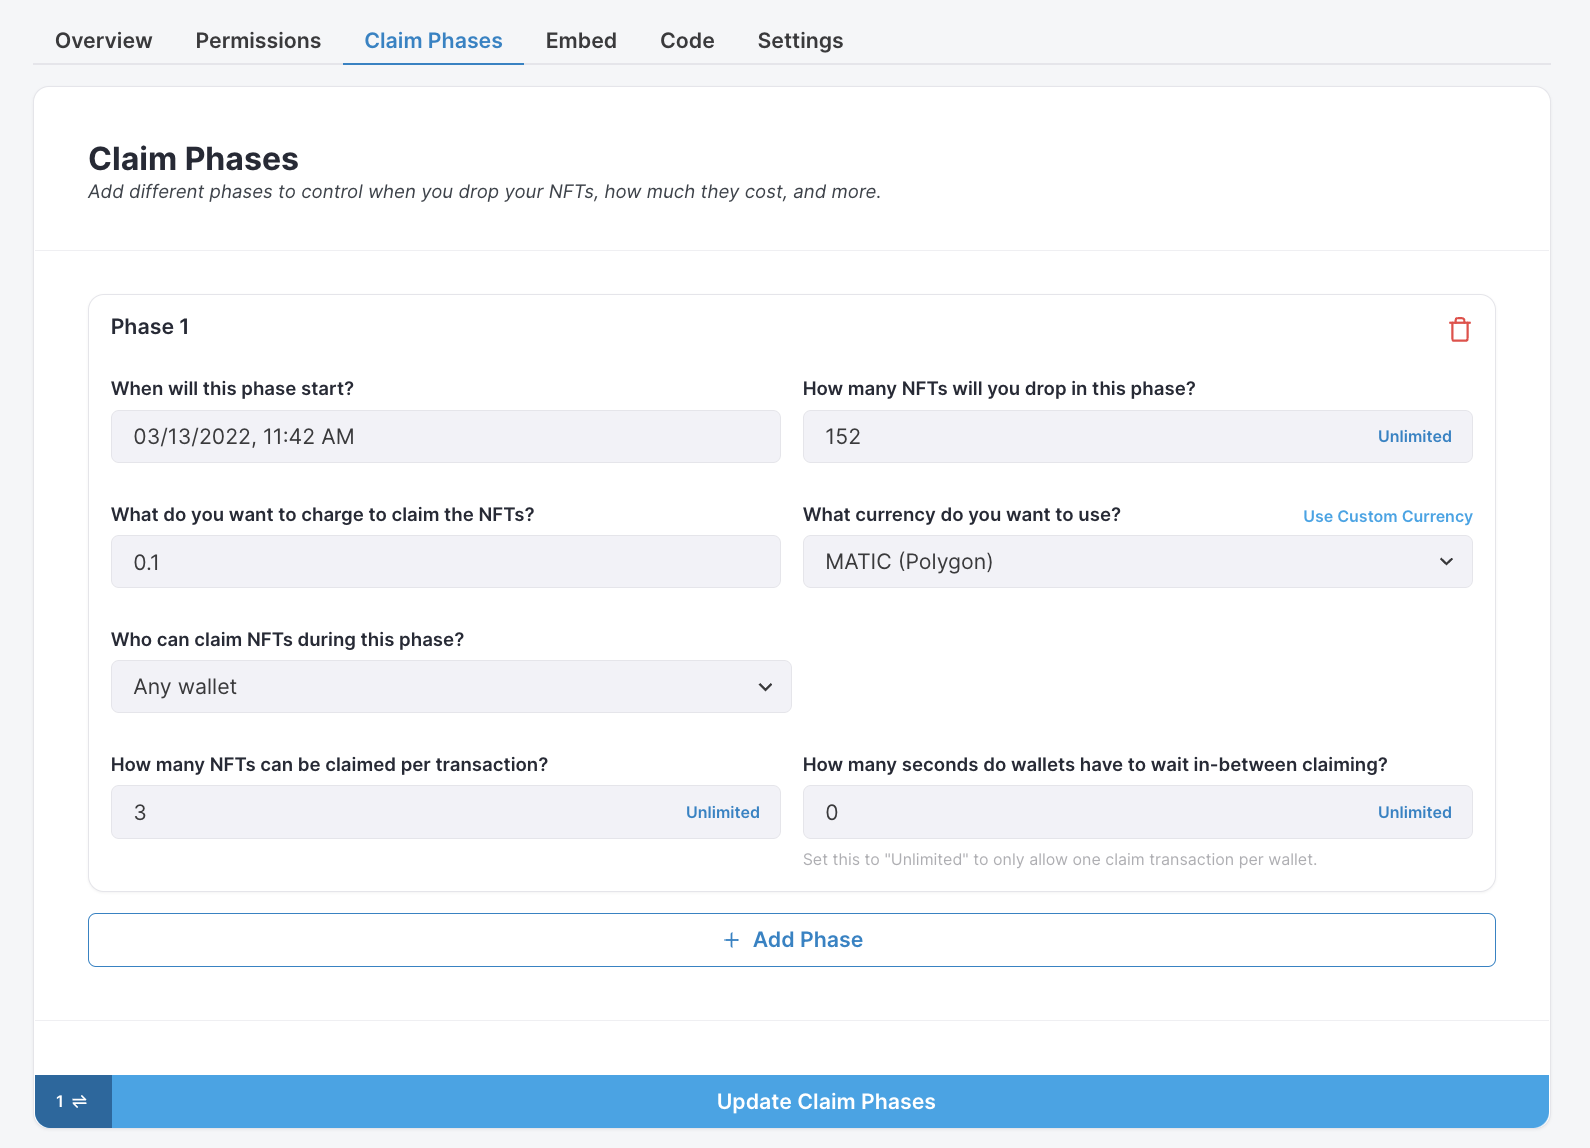 Overview Permissions Claim Phases Embed Code Settings
Claim Phases
Add different phases to control when you drop your NFTs, how much they cost, and more.
Phase 1
When will this phase start?
03/13/2022, 11:42 AM
How many NFTs will you drop in this phase?
152 Unlimited
What do you want to charge to claim the NFTs?
0.1
What currency do you want to use? Use Custom Currency
MATIC (Polygon)
Who can claim NFTs during this phase?
Any wallet
How many NFTs can be claimed per transaction?
3 Unlimited
How many seconds do wallets have to wait in-between claiming?
0 Unlimited
Set this to "Unlimited" to only allow one claim transaction per wallet.
+ Add Phase
1 ⇌ Update Claim Phases